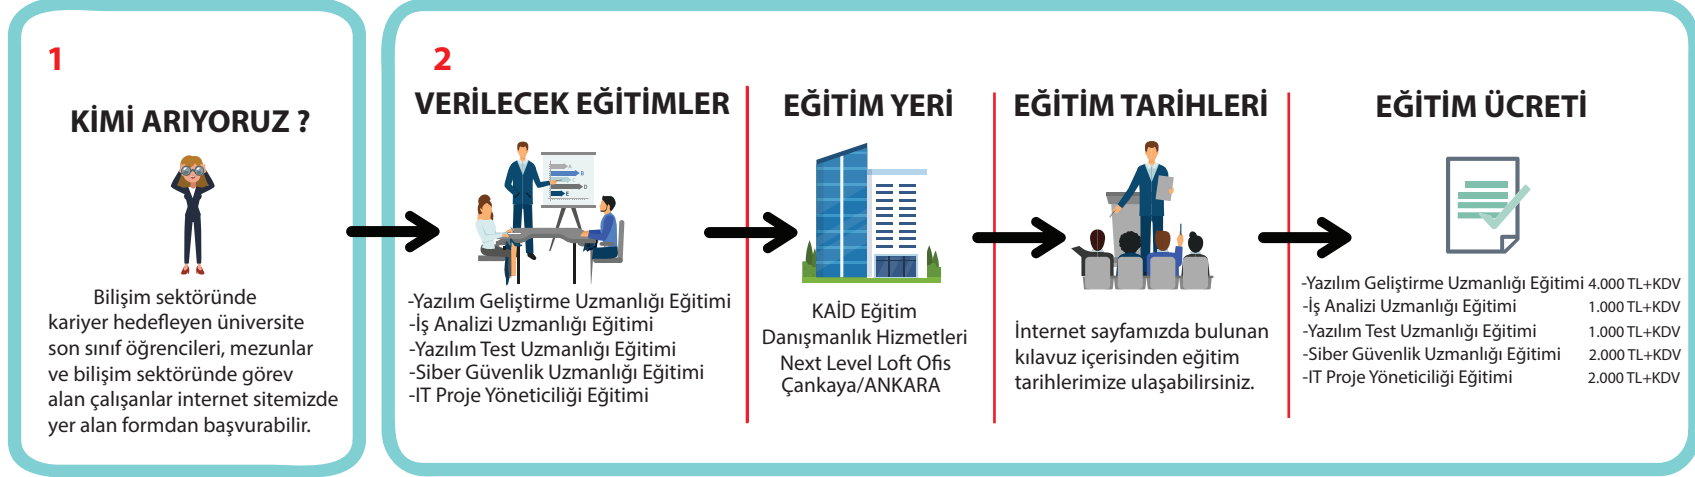 1
KİMİ ARIYORUZ ?
Bilişim sektöründe
kariyer hedefleyen üniversite
son sınıf öğrencileri, mezunlar
ve bilişim sektöründe görev
alan çalışanlar internet sitemizde
yer alan formdan başvurabilir.
2
VERİLECEK EĞİTİMLER
A
B
C
D
E
-Yazılım Geliştirme Uzmanlığı Eğitimi
-İş Analizi Uzmanlığı Eğitimi
-Yazılım Test Uzmanlığı Eğitimi
-Siber Güvenlik Uzmanlığı Eğitimi
-IT Proje Yöneticiliği Eğitimi
EĞİTİM YERİ
KAİD Eğitim
Danışmanlık Hizmetleri
Next Level Loft Ofis
Çankaya/ANKARA
EĞİTİM TARİHLERİ
İnternet sayfamızda bulunan
kılavuz içerisinden eğitim
tarihlerimize ulaşabilirsiniz.
EĞİTİM ÜCRETİ
-Yazılım Geliştirme Uzmanlığı Eğitimi 4.000 TL+KDV
-İş Analizi Uzmanlığı Eğitimi 1.000 TL+KDV
-Yazılım Test Uzmanlığı Eğitimi 1.000 TL+KDV
-Siber Güvenlik Uzmanlığı Eğitimi 2.000 TL+KDV
-IT Proje Yöneticiliği Eğitimi 2.000 TL+KDV